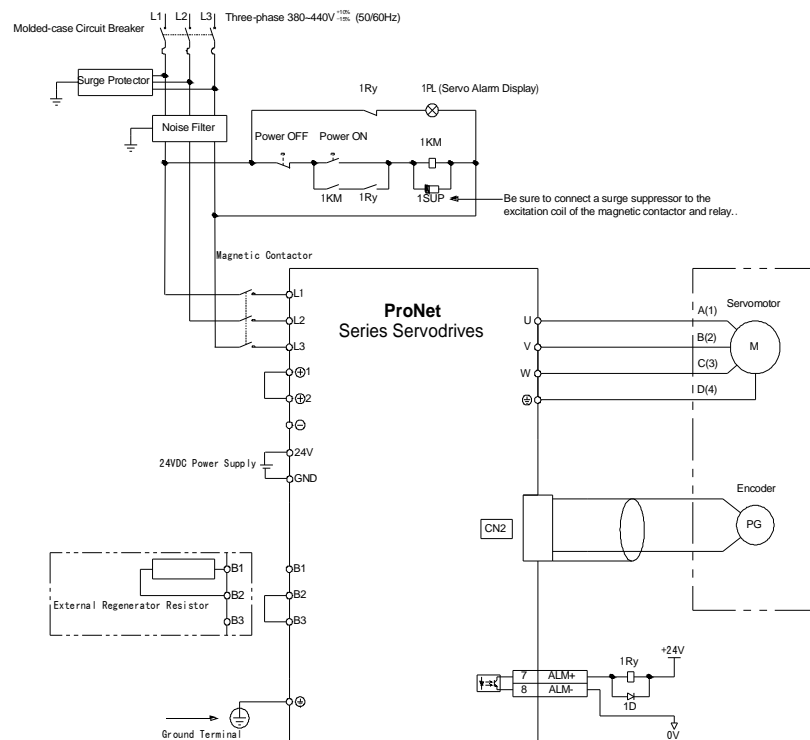 L1 L2 L3 Three-phase 380~440V +10% -15% (50/60Hz)
Molded-case Circuit Breaker
Surge Protector
1Ry 1PL (Servo Alarm Display)
Noise Filter
Power OFF Power ON
1KM
1KM 1Ry 1SUP
Be sure to connect a surge suppressor to the
excitation coil of the magnetic contactor and relay..
Magnetic Contactor
L1
L2
L3
ProNet
Series Servodrives
U
V
W
A(1)
B(2)
C(3)
D(4)
Servomotor
M
1
2
24V
GND
24VDC Power Supply
CN2
Encoder
PG
B1
B2
B3
External Regenerator Resistor
B1
B2
B3
7 ALM+
8 ALM-
1Ry
+24V
1D
0V
Ground Terminal